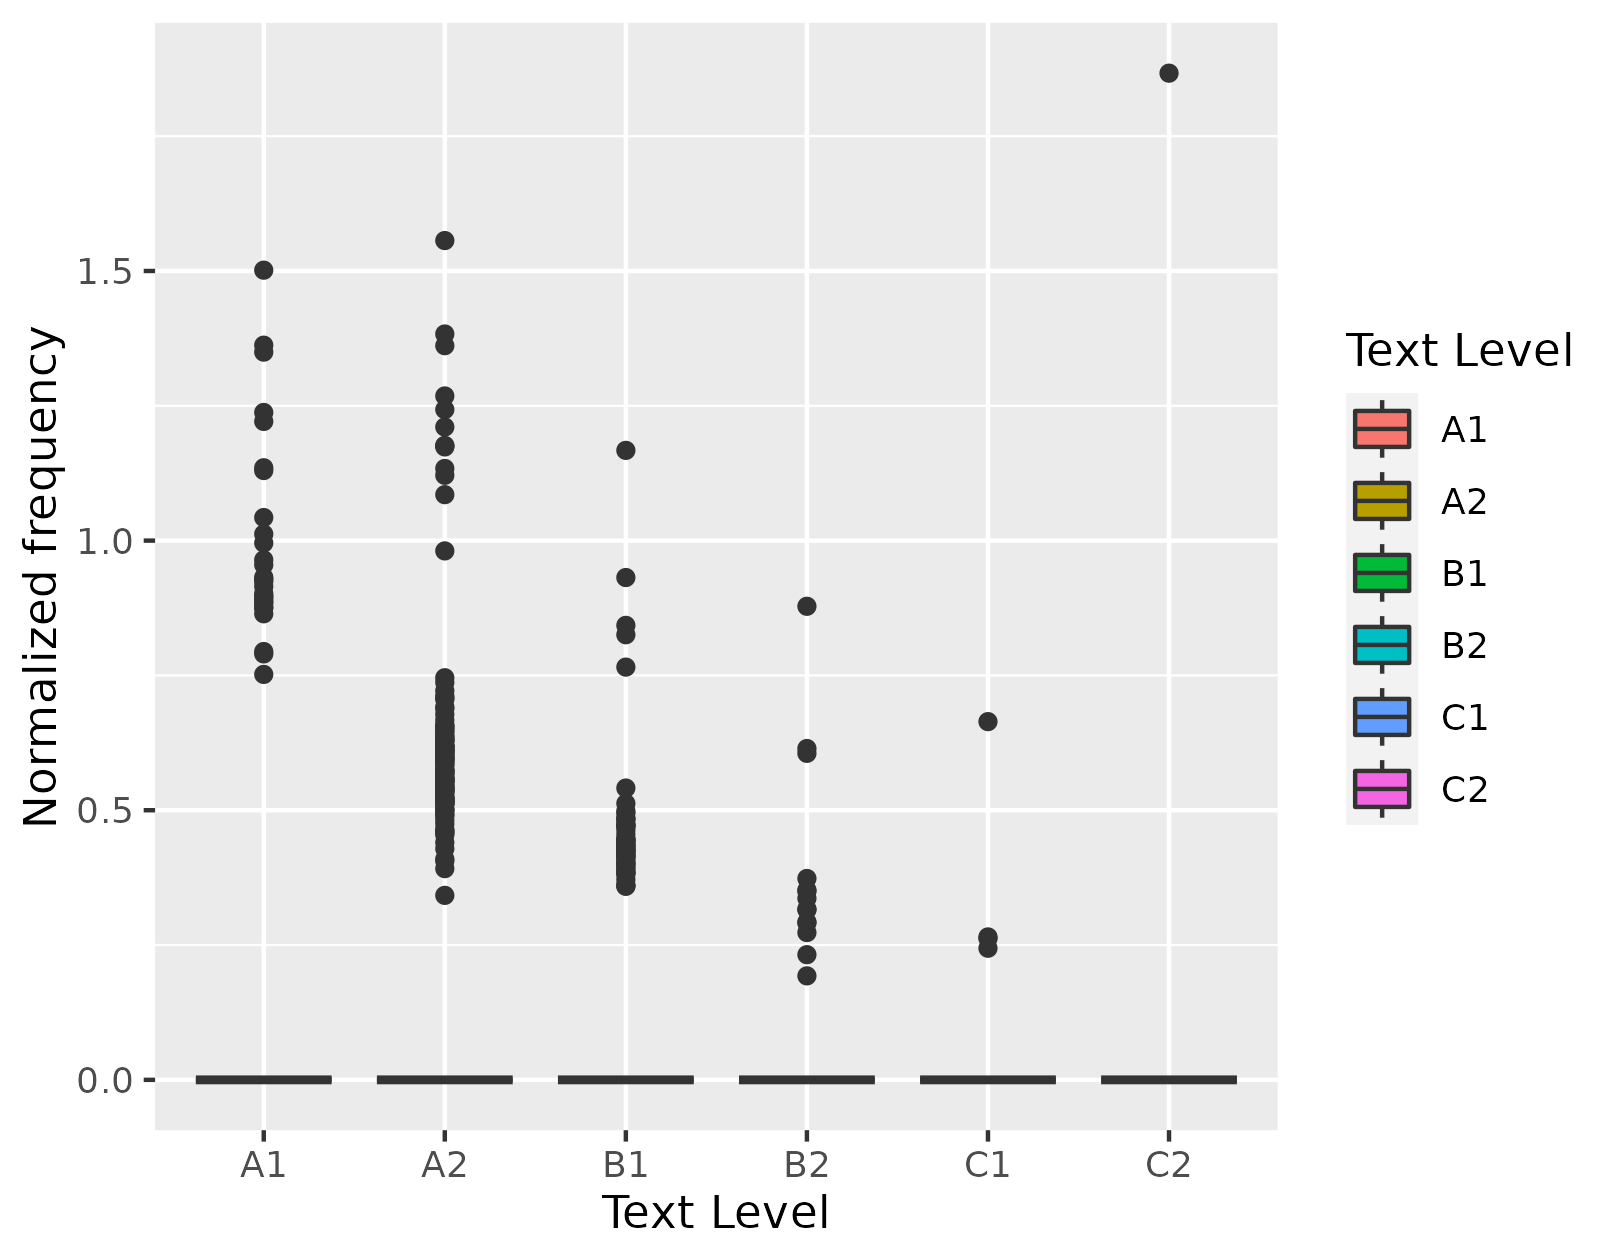 Normalized frequency
1.5
1.0
0.5
0.0
A1 A2 B1 B2 C1 C2
Text Level
Text Level
A1
A2
B1
B2
C1
C2